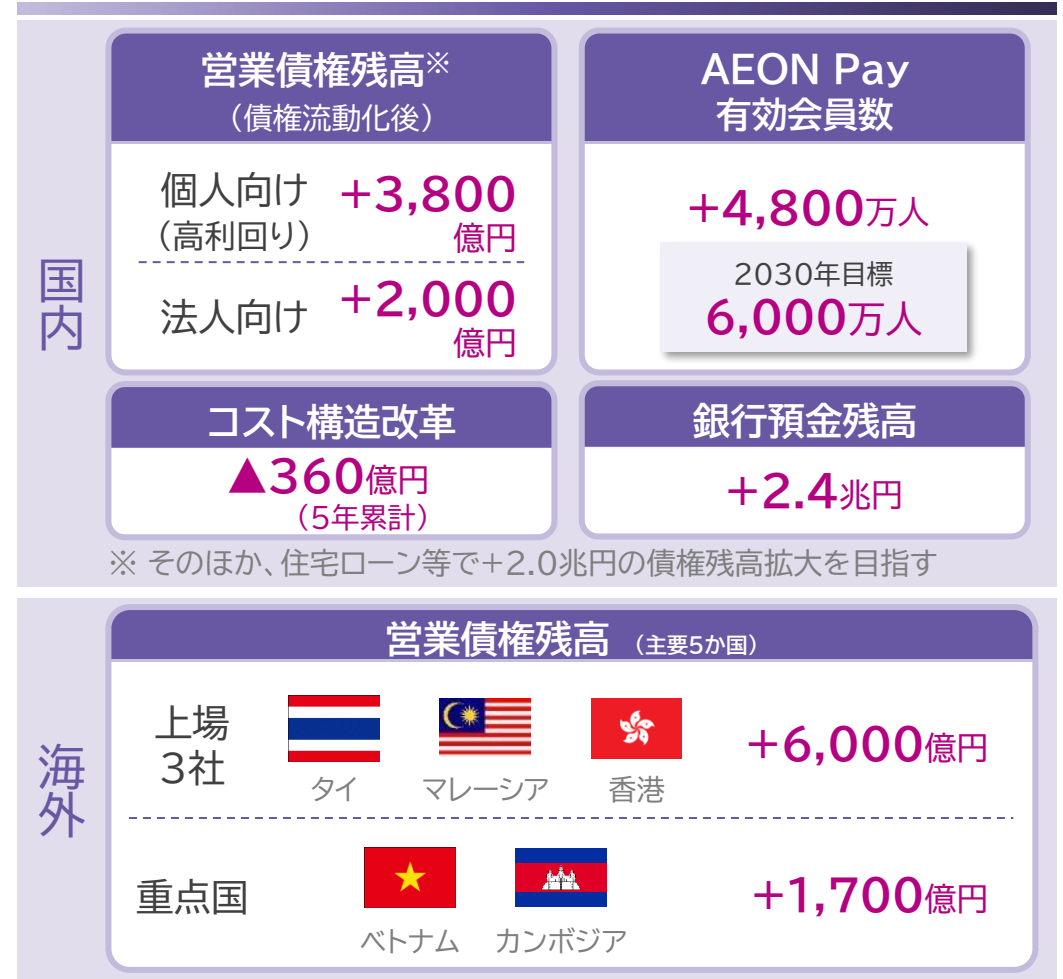 国内
営業債権残高※
（債権流動化後）
個人向け +3,800
（高利回り） 億円
法人向け +2,000
億円
AEON Pay
有効会員数
+4,800万人
2030年目標
6,000万人
コスト構造改革
▲360億円
（5年累計）
銀行預金残高
+2.4兆円
※ そのほか、住宅ローン等で+2.0兆円の債権残高拡大を目指す
海外
営業債権残高 （主要5か国）
上場
3社
タイ マレーシア 香港
+6,000億円
重点国
ベトナム カンボジア
+1,700億円